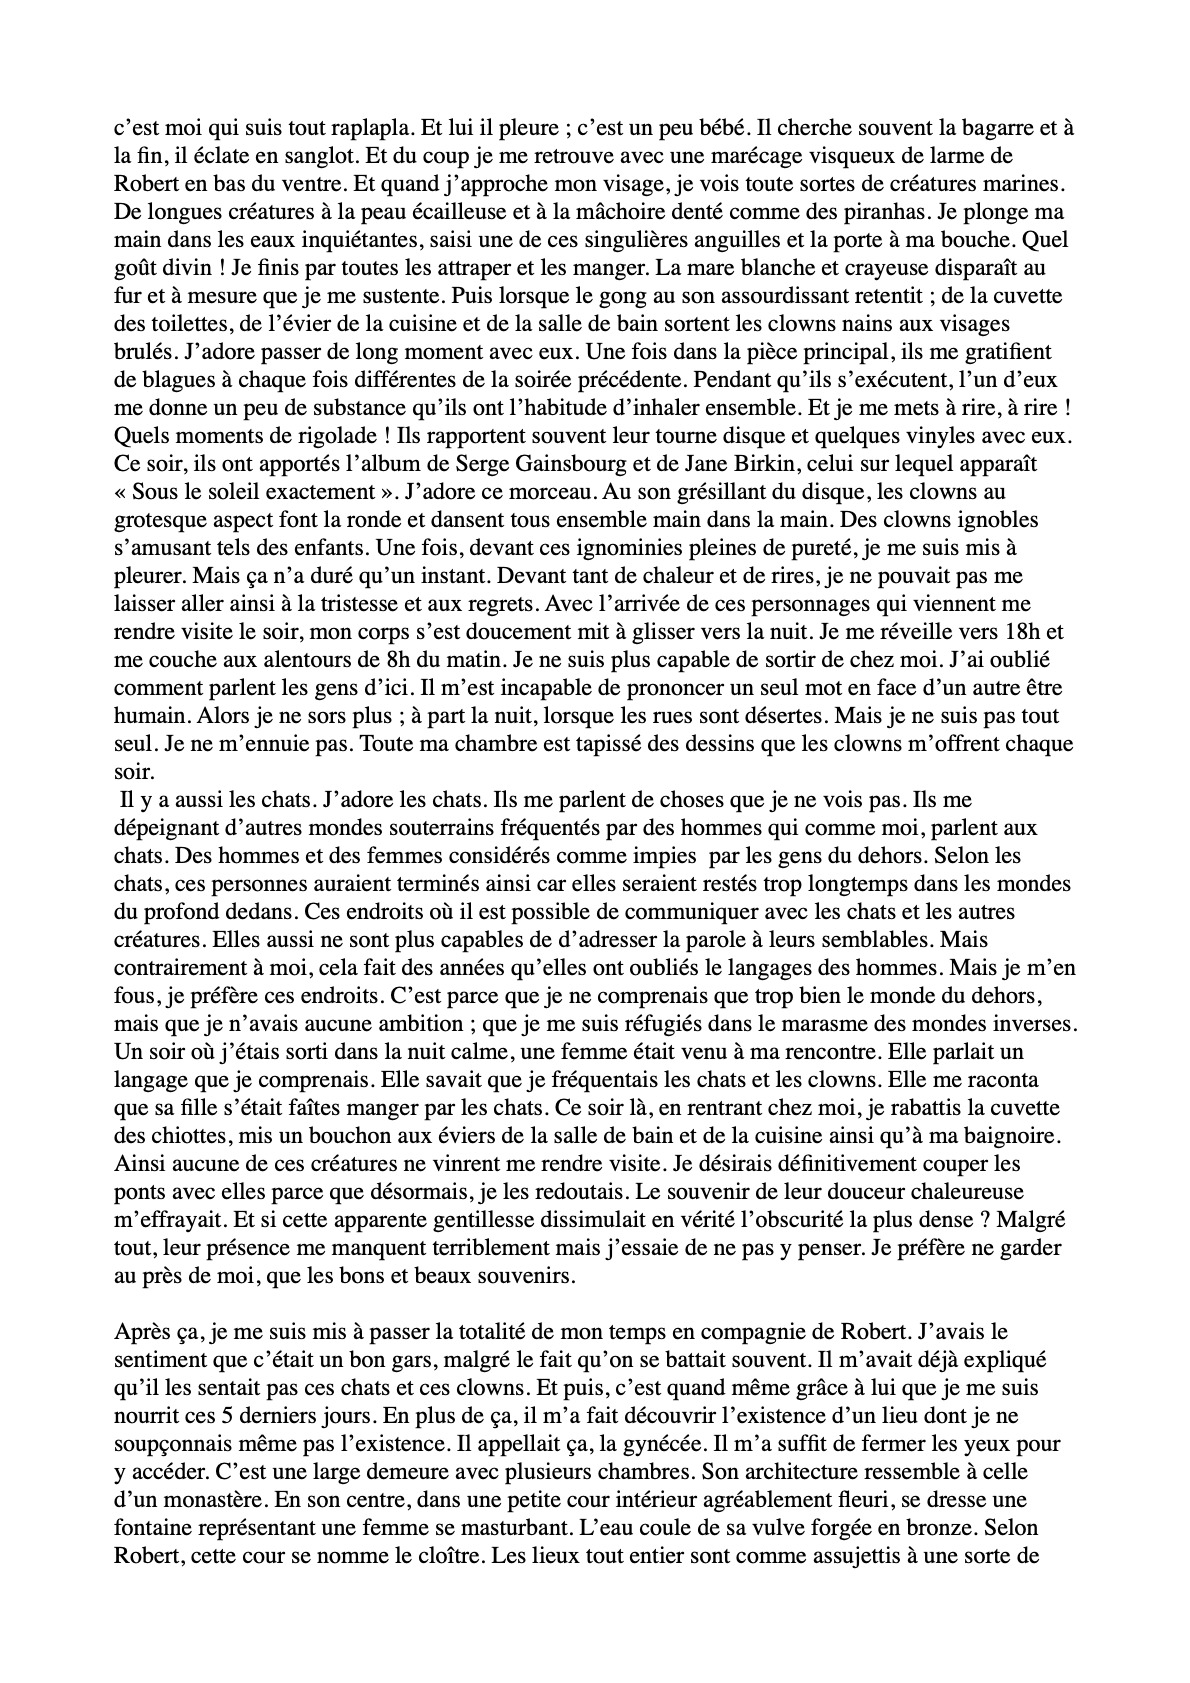 c’est moi qui suis tout raplapla. Et lui il pleure ; c’est un peu bébé. Il cherche souvent la bagarre et à
la fin, il éclate en sanglot. Et du coup je me retrouve avec une marécage visqueux de larme de
Robert en bas du ventre. Et quand j’approche mon visage, je vois toute sortes de créatures marines.
De longues créatures à la peau écailleuse et à la mâchoire denté comme des piranhas. Je plonge ma
main dans les eaux inquiétantes, saisi une de ces singulières anguilles et la porte à ma bouche. Quel
goût divin ! Je finis par toutes les attraper et les manger. La mare blanche et crayeuse disparaît au
fur et à mesure que je me sustente. Puis lorsque le gong au son assourdissant retentit ; de la cuvette
des toilettes, de l’évier de la cuisine et de la salle de bain sortent les clowns nains aux visages
brulés. J’adore passer de long moment avec eux. Une fois dans la pièce principal, ils me gratifient
de blagues à chaque fois différentes de la soirée précédente. Pendant qu’ils s’exécutent, l’un d’eux
me donne un peu de substance qu’ils ont l’habitude d’inhaler ensemble. Et je me mets à rire, à rire !
Quels moments de rigolade ! Ils rapportent souvent leur tourne disque et quelques vinyles avec eux.
Ce soir, ils ont apportés l’album de Serge Gainsbourg et de Jane Birkin, celui sur lequel apparaît
« Sous le soleil exactement ». J’adore ce morceau. Au son grésillant du disque, les clowns au
grotesque aspect font la ronde et dansent tous ensemble main dans la main. Des clowns ignobles
s’amusant tels des enfants. Une fois, devant ces ignominies pleines de pureté, je me suis mis à
pleurer. Mais ça n’a duré qu’un instant. Devant tant de chaleur et de rires, je ne pouvait pas me
laisser aller ainsi à la tristesse et aux regrets. Avec l’arrivée de ces personnages qui viennent me
rendre visite le soir, mon corps s’est doucement mit à glisser vers la nuit. Je me réveille vers 18h et
me couche aux alentours de 8h du matin. Je ne suis plus capable de sortir de chez moi. J’ai oublié
comment parlent les gens d’ici. Il m’est incapable de prononcer un seul mot en face d’un autre être
humain. Alors je ne sors plus ; à part la nuit, lorsque les rues sont désertes. Mais je ne suis pas tout
seul. Je ne m’ennuie pas. Toute ma chambre est tapissé des dessins que les clowns m’offrent chaque
soir.
Il y a aussi les chats. J’adore les chats. Ils me parlent de choses que je ne vois pas. Ils me
dépeignant d’autres mondes souterrains fréquentés par des hommes qui comme moi, parlent aux
chats. Des hommes et des femmes considérés comme impies  par les gens du dehors. Selon les
chats, ces personnes auraient terminés ainsi car elles seraient restés trop longtemps dans les mondes
du profond dedans. Ces endroits où il est possible de communiquer avec les chats et les autres
créatures. Elles aussi ne sont plus capables de d’adresser la parole à leurs semblables. Mais
contrairement à moi, cela fait des années qu’elles ont oubliés le langages des hommes. Mais je m’en
fous, je préfère ces endroits. C’est parce que je ne comprenais que trop bien le monde du dehors,
mais que je n’avais aucune ambition ; que je me suis réfugiés dans le marasme des mondes inverses.
Un soir où j’étais sorti dans la nuit calme, une femme était venu à ma rencontre. Elle parlait un
langage que je comprenais. Elle savait que je fréquentais les chats et les clowns. Elle me raconta
que sa fille s’était faîtes manger par les chats. Ce soir là, en rentrant chez moi, je rabattis la cuvette
des chiottes, mis un bouchon aux éviers de la salle de bain et de la cuisine ainsi qu’à ma baignoire.
Ainsi aucune de ces créatures ne vinrent me rendre visite. Je désirais définitivement couper les
ponts avec elles parce que désormais, je les redoutais. Le souvenir de leur douceur chaleureuse
m’effrayait. Et si cette apparente gentillesse dissimulait en vérité l’obscurité la plus dense ? Malgré
tout, leur présence me manquent terriblement mais j’essaie de ne pas y penser. Je préfère ne garder
au près de moi, que les bons et beaux souvenirs.

Après ça, je me suis mis à passer la totalité de mon temps en compagnie de Robert. J’avais le
sentiment que c’était un bon gars, malgré le fait qu’on se battait souvent. Il m’avait déjà expliqué
qu’il les sentait pas ces chats et ces clowns. Et puis, c’est quand même grâce à lui que je me suis
nourrit ces 5 derniers jours. En plus de ça, il m’a fait découvrir l’existence d’un lieu dont je ne
soupçonnais même pas l’existence. Il appellait ça, la gynécée. Il m’a suffit de fermer les yeux pour
y accéder. C’est une large demeure avec plusieurs chambres. Son architecture ressemble à celle
d’un monastère. En son centre, dans une petite cour intérieur agréablement fleuri, se dresse une
fontaine représentant une femme se masturbant. L’eau coule de sa vulve forgée en bronze. Selon
Robert, cette cour se nomme le cloître. Les lieux tout entier sont comme assujettis à une sorte de